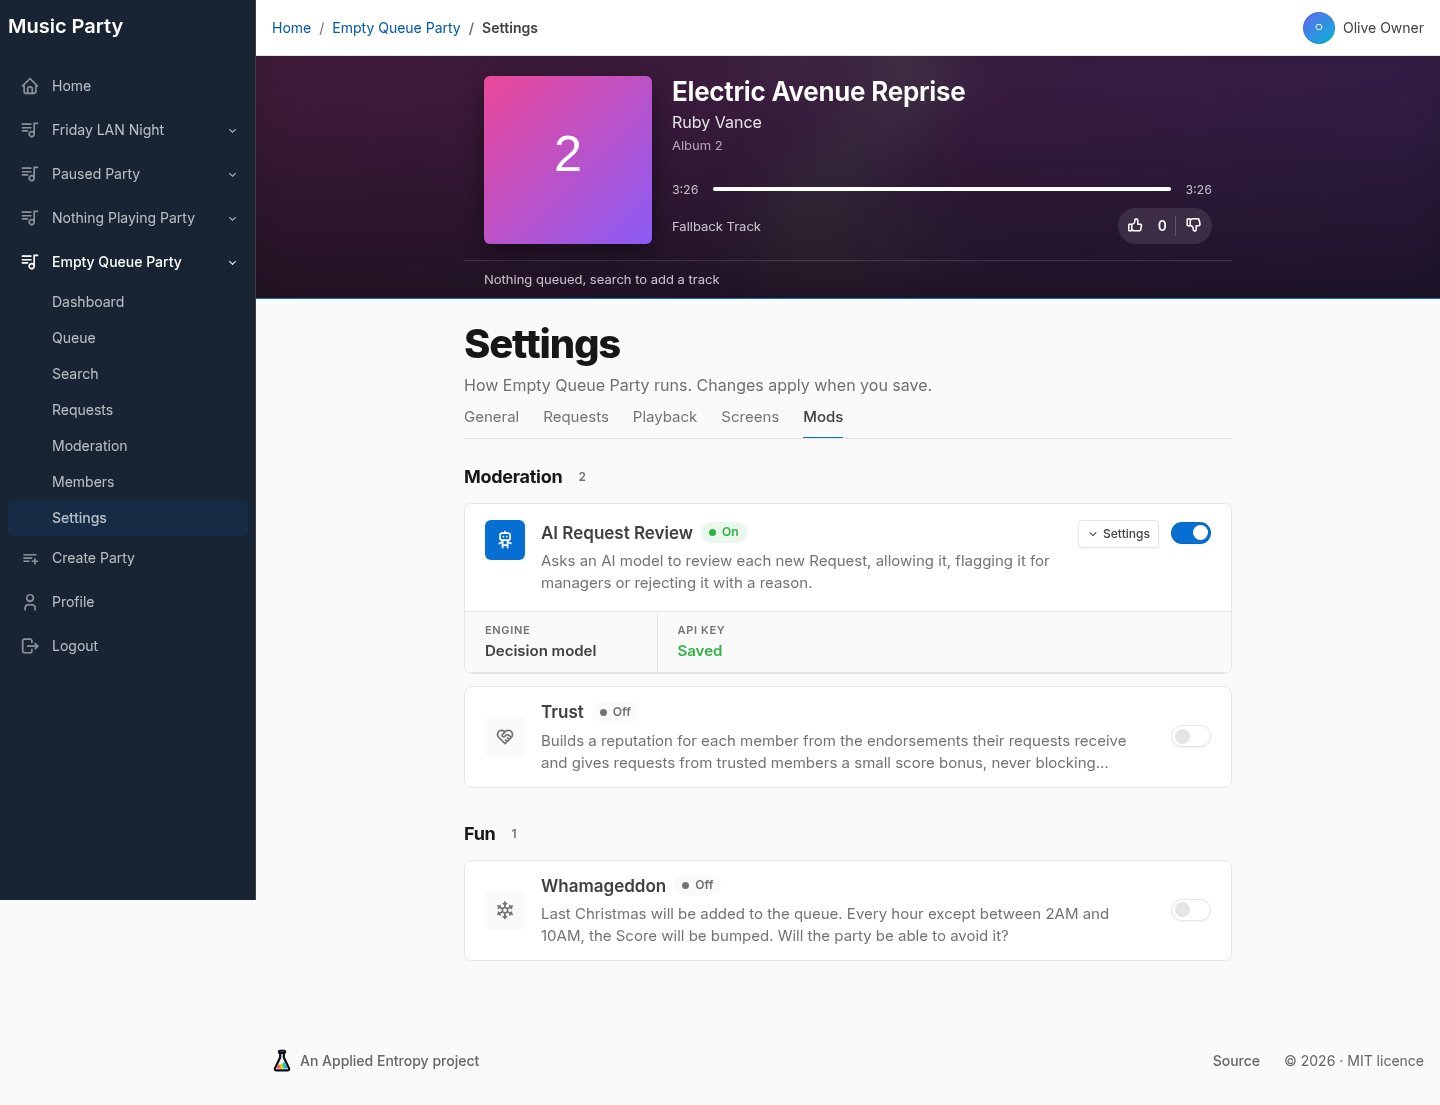 Music Party
Home
Friday LAN Night
Paused Party
Nothing Playing Party
Empty Queue Party
Dashboard
Queue
Search
Requests
Moderation
Members
Settings
Create Party
Profile
Logout
Home / Empty Queue Party / Settings
O Olive Owner
2
Electric Avenue Reprise
Ruby Vance
Album 2
3:26 3:26
Fallback Track 0
Nothing queued, search to add a track
Settings
How Empty Queue Party runs. Changes apply when you save.
General Requests Playback Screens Mods
Moderation 2
AI Request Review On Settings
Asks an AI model to review each new Request, allowing it, flagging it for
managers or rejecting it with a reason.
ENGINE API KEY
Decision model Saved
Trust Off
Builds a reputation for each member from the endorsements their requests receive
and gives requests from trusted members a small score bonus, never blocking…
Fun 1
Whamageddon Off
Last Christmas will be added to the queue. Every hour except between 2AM and
10AM, the Score will be bumped. Will the party be able to avoid it?
An Applied Entropy project Source © 2026 · MIT licence